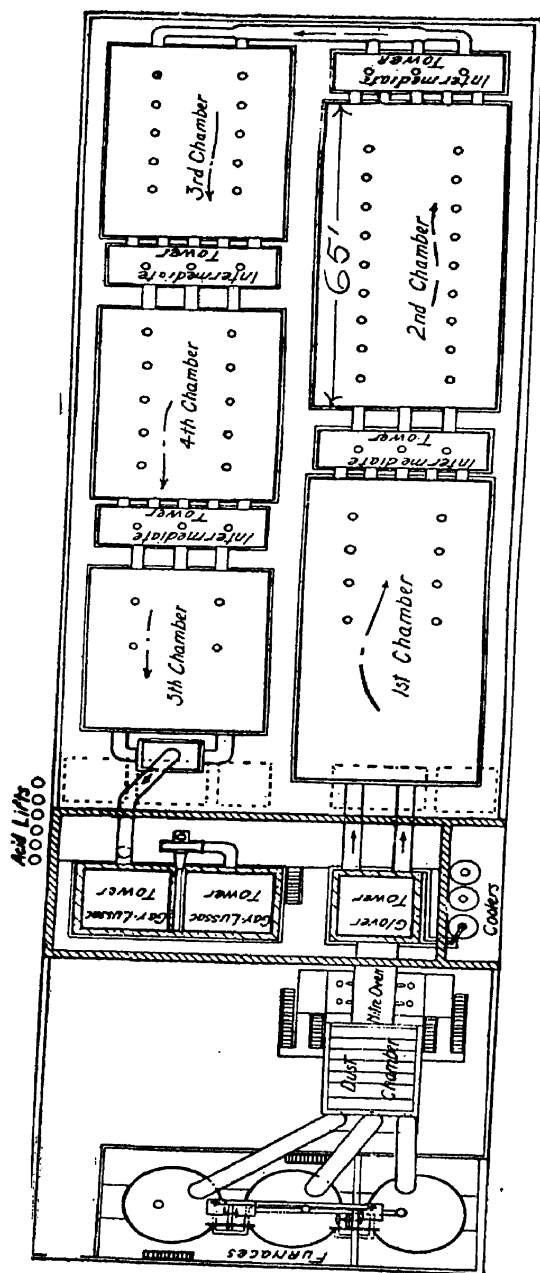 Intermediate
Tower
3rd Chamber
65'
2nd Chamber
Intermediate
Tower
4th Chamber
Intermediate
Tower
Intermediate
Tower
5th Chamber
1st Chamber
Acid Lifts
Gay-Lussac
Tower
Gay-Lussac
Tower
Glover
Tower
Coolers
Nitre Oven
Dust
Chamber
Furnaces